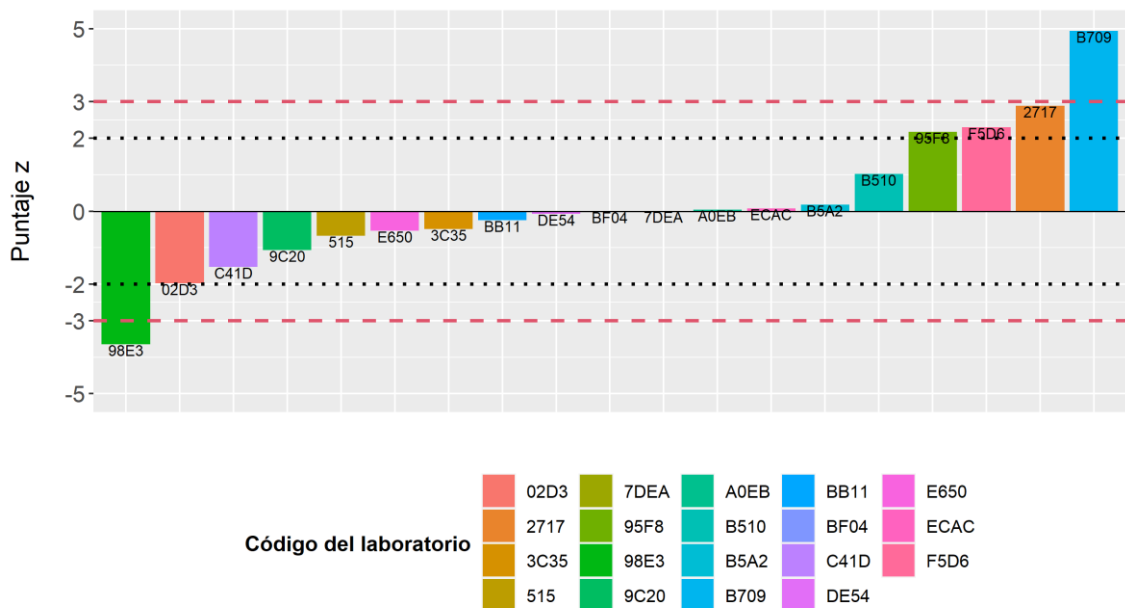 5
B709
3
2717
2
95F8
F5D6
B510
0
BF04
7DEA
A0EB
ECAC
B5A2
515
E650
3C35
BB11
DE54
9C20
C41D
-2
02D3
-3
98E3
-5
Puntaje z
Código del laboratorio
02D3 7DEA A0EB BB11 E650
2717 95F8 B510 BF04 ECAC
3C35 98E3 B5A2 C41D F5D6
515 9C20 B709 DE54